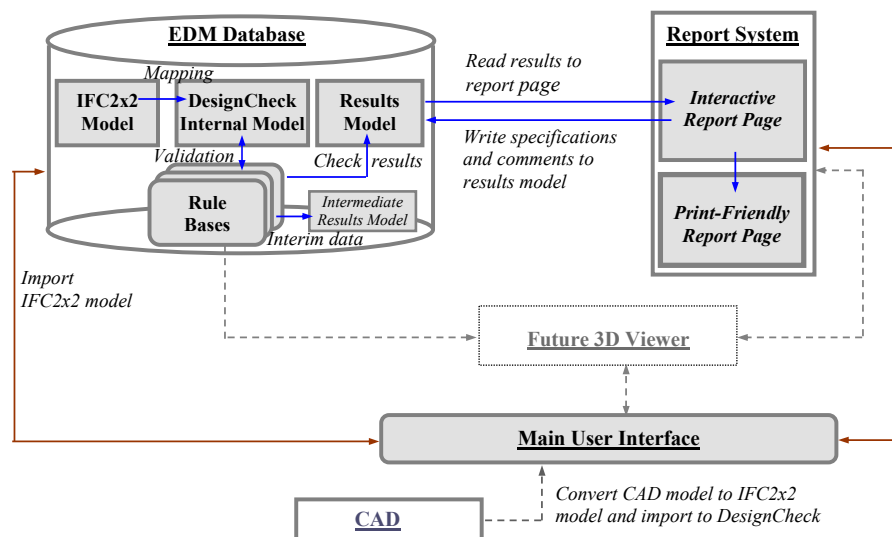 EDM Database
Mapping
IFC2x2
Model
DesignCheck
Internal Model
Results
Model
Validation
Check results
Rule
Bases
Intermediate
Results Model
Interim data
Read results to
report page
Write specifications
and comments to
results model
Report System
Interactive
Report Page
Print-Friendly
Report Page
Import
IFC2x2 model
Future 3D Viewer
Main User Interface
Convert CAD model to IFC2x2
model and import to DesignCheck
CAD